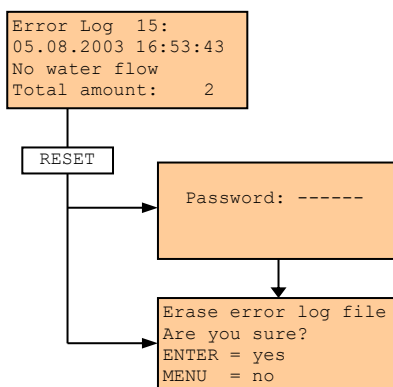 Error Log  15:
05.08.2003 16:53:43
No water flow
Total amount:    2
RESET
Password: ------
Erase error log file
Are you sure?
ENTER = yes
MENU  = no